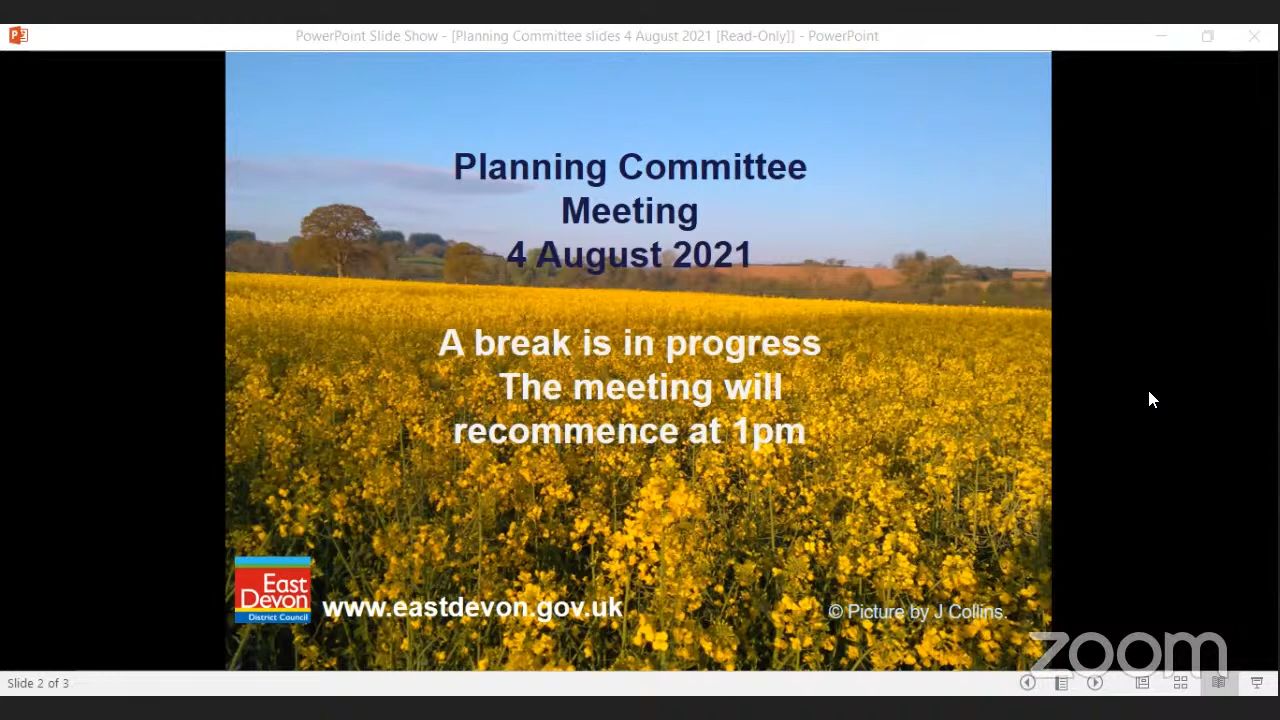 PowerPoint Slide Show - [Planning Committee slides 4 August 2021 [Read-Only]] - PowerPoint
Planning Committee
Meeting
4 August 2021
A break is in progress
The meeting will
recommence at 1pm
East
Devon
District Council
www.eastdevon.gov.uk
© Picture by J Collins.
zoom
Slide 2 of 3